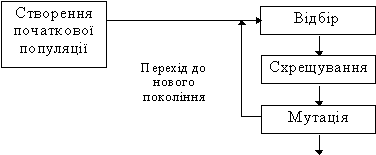 Створення
початкової
популяції
Відбір
Схрещування
Перехід до
нового
покоління
Мутація